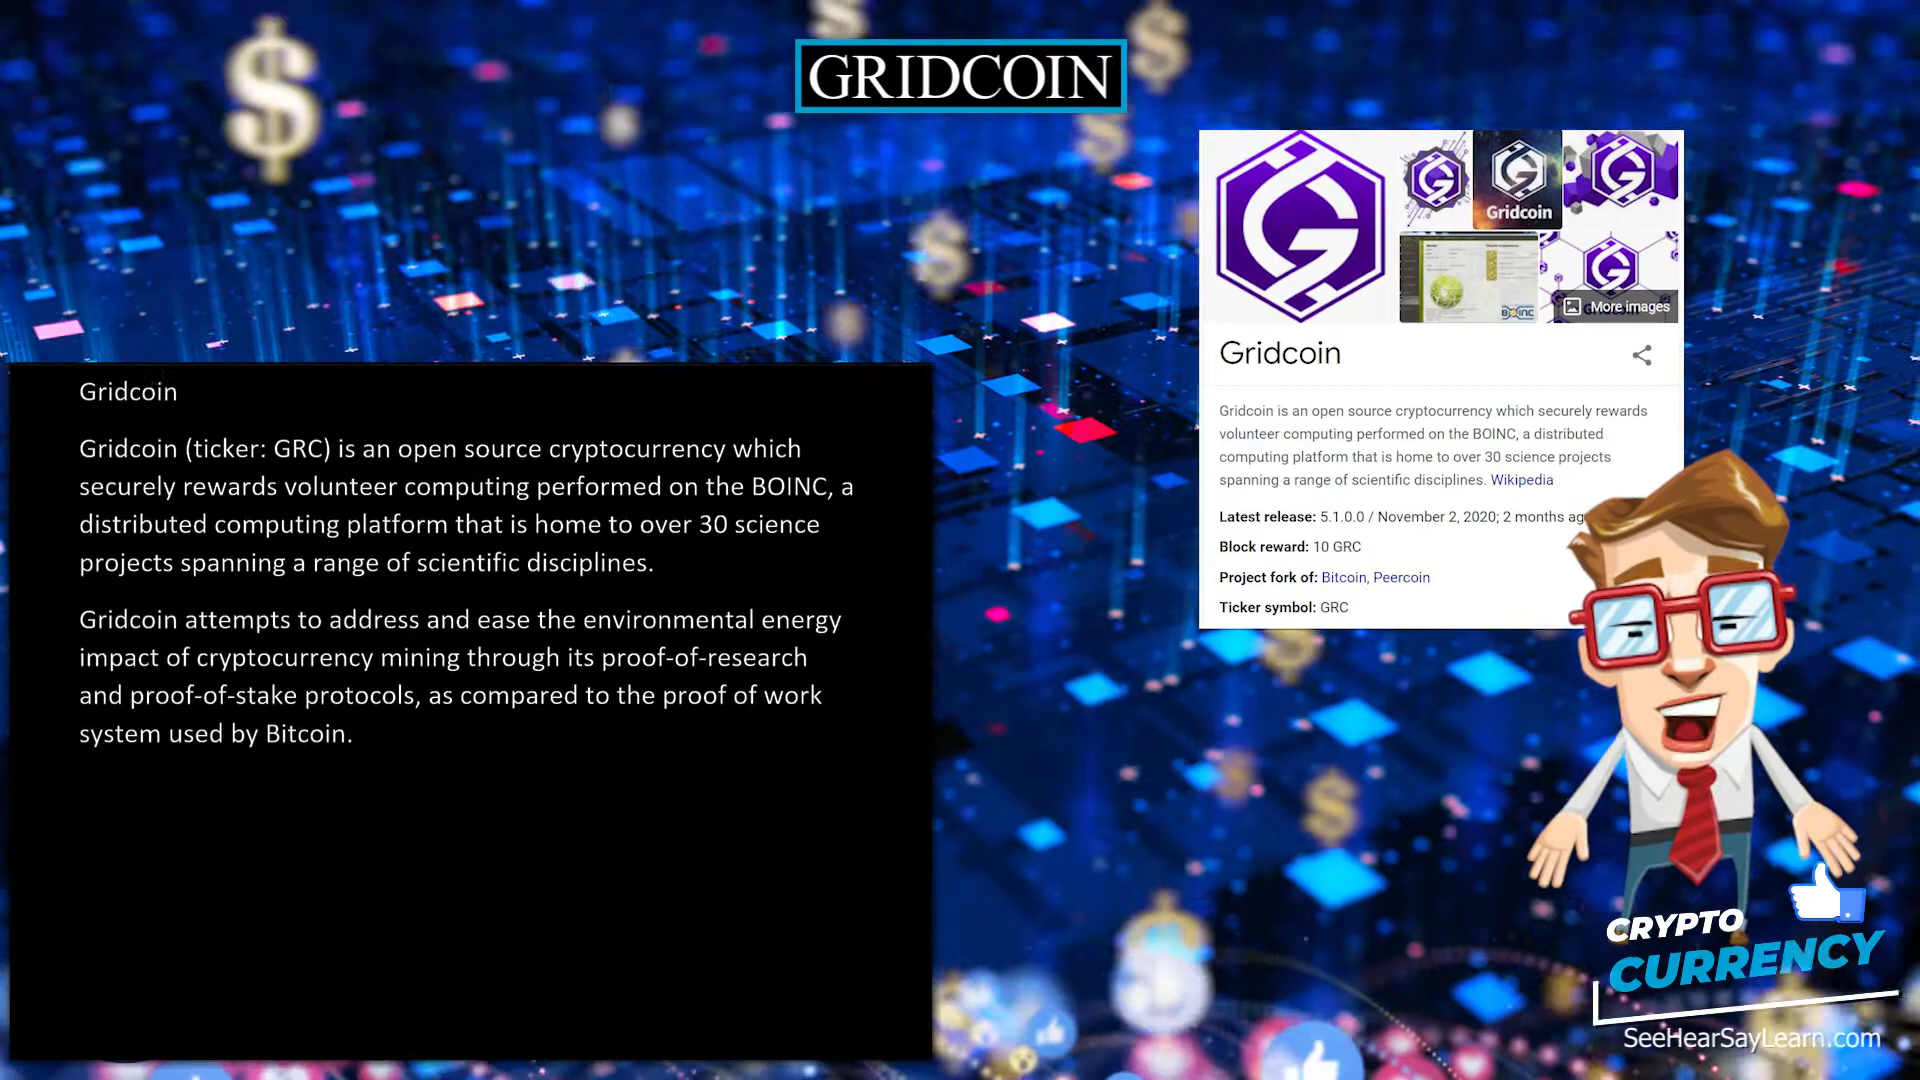 GRIDCOIN
Gridcoin
More images
BOINC
Gridcoin
Gridcoin is an open source cryptocurrency which securely rewards
volunteer computing performed on the BOINC, a distributed
computing platform that is home to over 30 science projects
spanning a range of scientific disciplines. Wikipedia
Latest release: 5.1.0.0 / November 2, 2020; 2 months ag
Block reward: 10 GRC
Project fork of: Bitcoin, Peercoin
Ticker symbol: GRC
Gridcoin
Gridcoin (ticker: GRC) is an open source cryptocurrency which
securely rewards volunteer computing performed on the BOINC, a
distributed computing platform that is home to over 30 science
projects spanning a range of scientific disciplines.
Gridcoin attempts to address and ease the environmental energy
impact of cryptocurrency mining through its proof-of-research
and proof-of-stake protocols, as compared to the proof of work
system used by Bitcoin.
CRYPTO
CURRENCY
SeeHearSayLearn.com